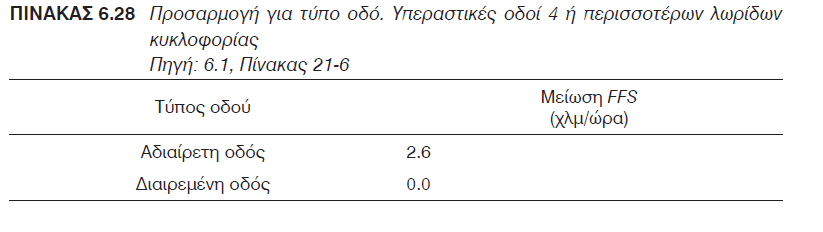 ΠΙΝΑΚΑΣ 6.28 Προσαρμογή για τύπο οδό. Υπεραστικές οδοί 4 ή περισσοτέρων λωρίδων
κυκλοφορίας
Πηγή: 6.1, Πίνακας 21-6
Τύπος οδού Μείωση FFS
(χλμ/ώρα)
Αδιαίρετη οδός 2.6
Διαιρεμένη οδός 0.0